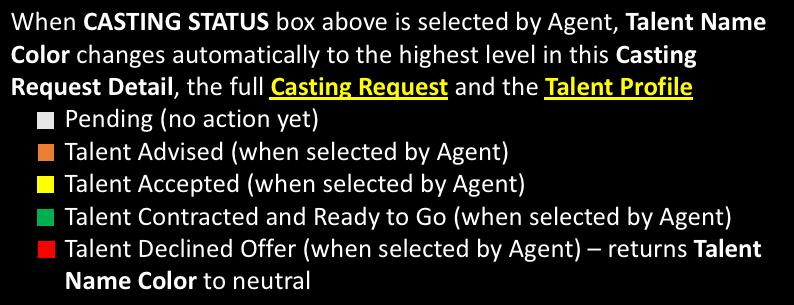 When CASTING STATUS box above is selected by Agent, Talent Name
Color changes automatically to the highest level in this Casting
Request Detail, the full Casting Request and the Talent Profile
Pending (no action yet)
Talent Advised (when selected by Agent)
Talent Accepted (when selected by Agent)
Talent Contracted and Ready to Go (when selected by Agent)
Talent Declined Offer (when selected by Agent) – returns Talent
Name Color to neutral